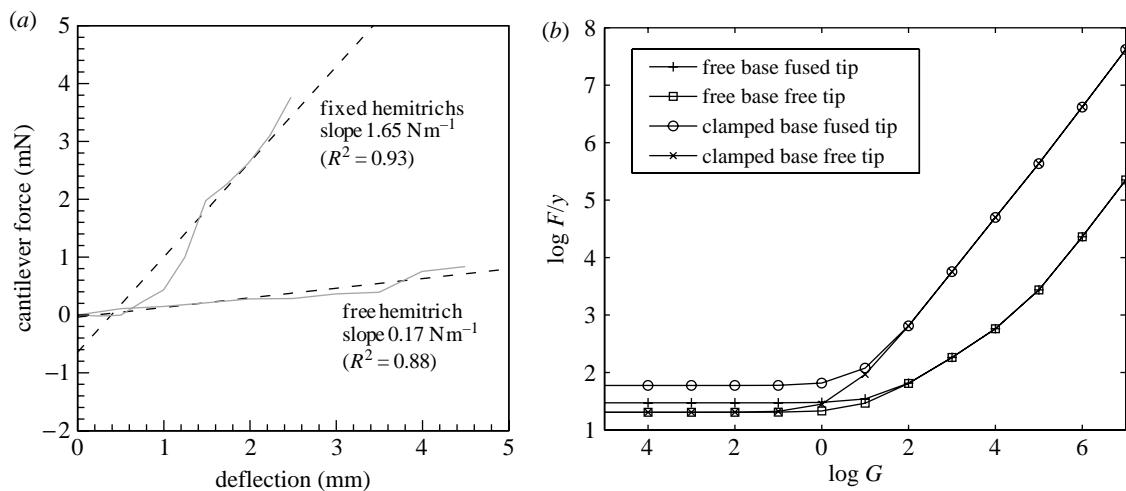 (a)
5
4
3
2
1
0
−1
−2
cantilever force (mN)
fixed hemitrichs
slope 1.65 Nm⁻¹
(R² = 0.93)
free hemitrich
slope 0.17 Nm⁻¹
(R² = 0.88)
0 1 2 3 4 5
deflection (mm)
(b)
8
7
6
5
4
3
2
1
log F/y
free base fused tip
free base free tip
clamped base fused tip
clamped base free tip
4 2 0 2 4 6
log G